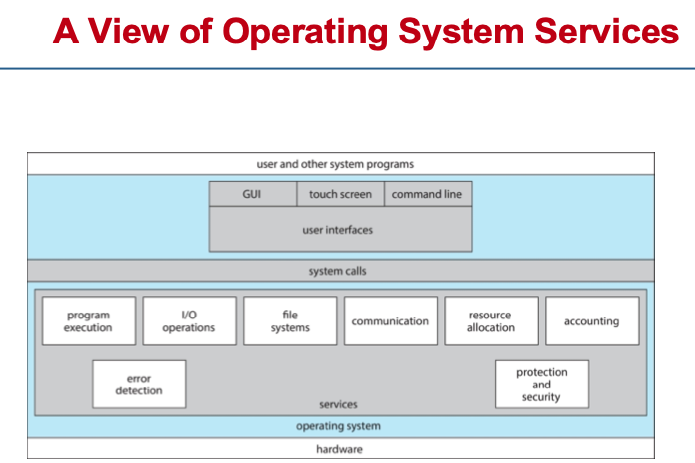 A View of Operating System Services
user and other system programs
GUI
touch screen
command line
user interfaces
system calls
program
execution
I/O
operations
file
systems
communication
resource
allocation
accounting
error
detection
protection
and
security
services
operating system
hardware